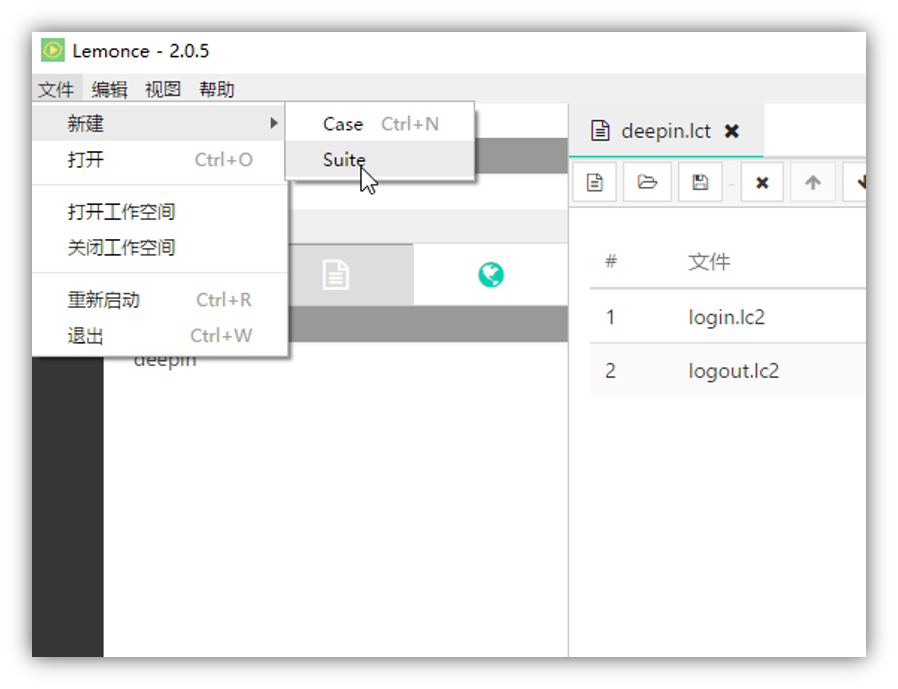 Lemonce - 2.0.5
文件 编辑 视图 帮助
新建
Case Ctrl+N
Suite
打开 Ctrl+O
打开工作空间
关闭工作空间
重新启动 Ctrl+R
退出 Ctrl+W
deepin
deepin.lct
# 文件
1 login.lc2
2 logout.lc2